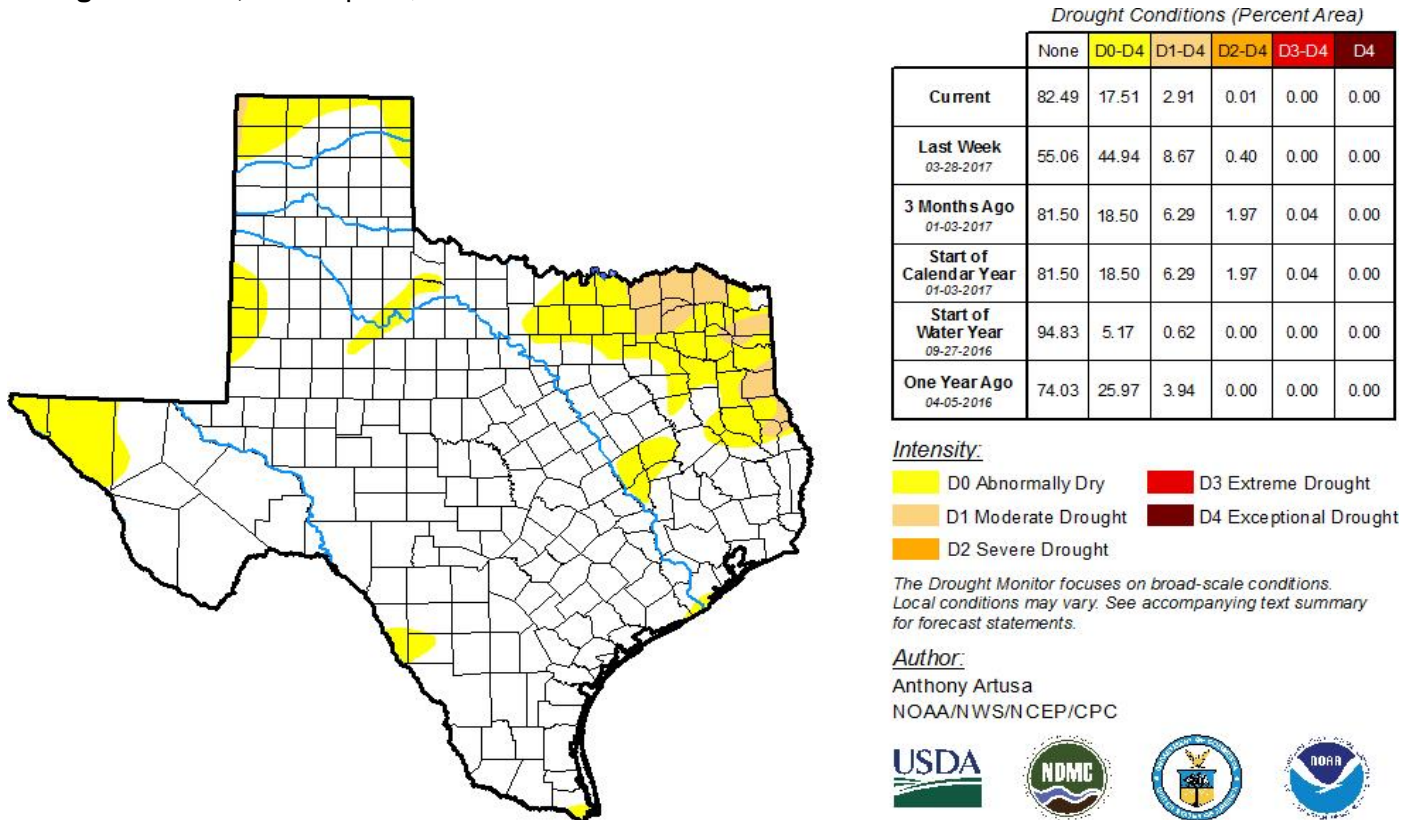 Drought Conditions (Percent Area)
None D0-D4 D1-D4 D2-D4 D3-D4 D4
Current 82.49 17.51 2.91 0.01 0.00 0.00
Last Week
03-28-2017
55.06 44.94 8.67 0.40 0.00 0.00
3 Months Ago
01-03-2017
81.50 18.50 6.29 1.97 0.04 0.00
Start of
Calendar Year
01-03-2017
81.50 18.50 6.29 1.97 0.04 0.00
Start of
Water Year
09-27-2016
94.83 5.17 0.62 0.00 0.00 0.00
One Year Ago
04-05-2016
74.03 25.97 3.94 0.00 0.00 0.00
Intensity:
D0 Abnormally Dry
D1 Moderate Drought
D2 Severe Drought
D3 Extreme Drought
D4 Exceptional Drought
The Drought Monitor focuses on broad-scale conditions.
Local conditions may vary. See accompanying text summary
for forecast statements.
Author:
Anthony Artusa
NOAA/NWS/NCEP/CPC
USDA
NDMC
NOAA